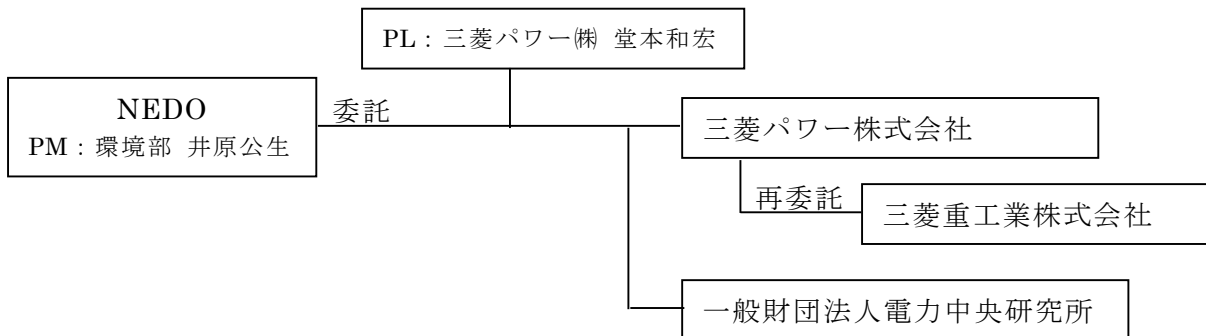 PL：三菱パワー㈱ 堂本和宏
NEDO
PM：環境部 井原公生
委託
三菱パワー株式会社
再委託
三菱重工業株式会社
一般財団法人電力中央研究所